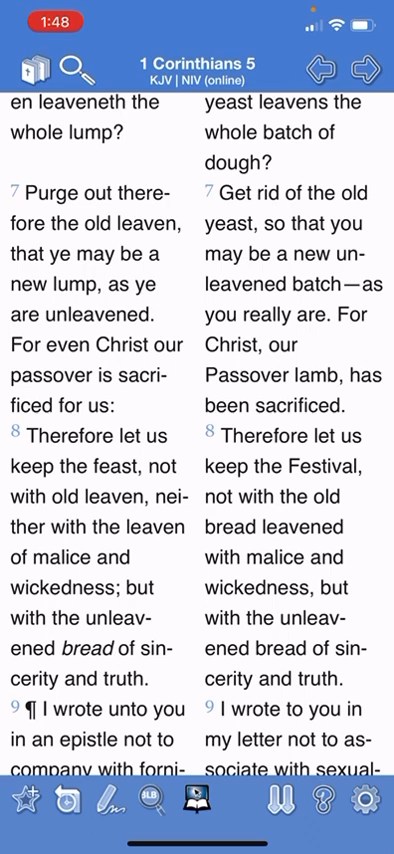 1:48
1 Corinthians 5
KJV | NIV (online)
en leaveneth the
whole lump?
7 Purge out there-
fore the old leaven,
that ye may be a
new lump, as ye
are unleavened.
For even Christ our
passover is sacri-
ficed for us:
8 Therefore let us
keep the feast, not
with old leaven, nei-
ther with the leaven
of malice and
wickedness; but
with the unleav-
ened bread of sin-
cerity and truth.
9 ¶ I wrote unto you
in an epistle not to
company with forni-
yeast leavens the
whole batch of
dough?
7 Get rid of the old
yeast, so that you
may be a new un-
leavened batch—as
you really are. For
Christ, our
Passover lamb, has
been sacrificed.
8 Therefore let us
keep the Festival,
not with the old
bread leavened
with malice and
wickedness, but
with the unleav-
ened bread of sin-
cerity and truth.
9 I wrote to you in
my letter not to as-
sociate with sexual-
BLB